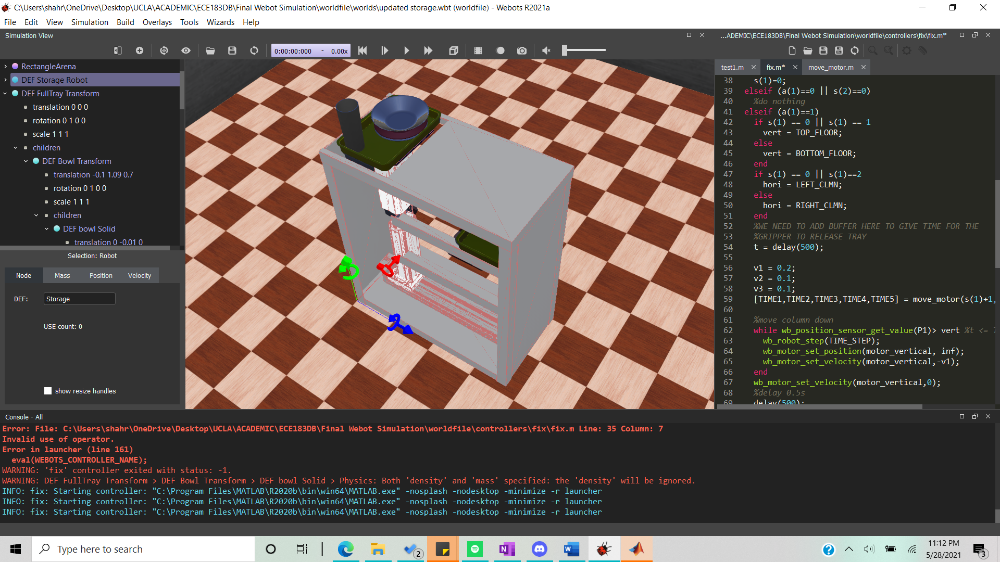 C:\Users\shahr\OneDrive\Desktop\UCLA\ACADEMIC\ECE183DB\Final Webot Simulation\worldfile\worlds\updated storage.wbt (worldfile) - Webots R2021a
File Edit View Simulation Build Overlays Tools Wizards Help
Simulation View
0:00:00:000 - 0.00x
RectangleArena
DEF Storage Robot
DEF FullTray Transform
translation 0 0 0
rotation 0 1 0 0
scale 1 1 1
children
DEF Bowl Transform
translation -0.1 1.09 0.7
rotation 0 1 0 0
scale 1 1 1
children
DEF bowl Solid
translation 0 -0.01 0
Selection: Robot
Node Mass Position Velocity
DEF: Storage
USE count: 0
show resize handles
...ADEMIC\ECE183DB\Final Webot Simulation\worldfile\controllers\fix\fix.m*
test1.m fix.m* move_motor.m
38 s(1)=0;
39 elseif (a(1)==0 || s(2)==0)
40 %do nothing
41 elseif (a(1)==1)
42 if s(1) == 0 || s(1) == 1
43 vert = TOP_FLOOR;
44 else
45 vert = BOTTOM_FLOOR;
46 end
47 if s(1) == 0 || s(1)==2
48 hori = LEFT_CLMN;
49 else
50 hori = RIGHT_CLMN;
51 end
52 %WE NEED TO ADD BUFFER HERE TO GIVE TIME FOR THE
53 %GRIPPER TO RELEASE TRAY
54 t = delay(500);
55
56 v1 = 0.2;
57 v2 = 0.1;
58 v3 = 0.1;
59 [TIME1,TIME2,TIME3,TIME4,TIME5] = move_motor(s(1)+1,
60
61 %move column down
62 while wb_position_sensor_get_value(P1)> vert %t <=
63 wb_robot_step(TIME_STEP);
64 wb_motor_set_position(motor_vertical, inf);
65 wb_motor_set_velocity(motor_vertical,-v1);
66 end
67 wb_motor_set_velocity(motor_vertical,0);
68 %delay 0.5s
69 delay(500);
Console - All
Error: File: C:\Users\shahr\OneDrive\Desktop\UCLA\ACADEMIC\ECE183DB\Final Webot Simulation\worldfile\controllers\fix\fix.m Line: 35 Column: 7
Invalid use of operator.
Error in launcher (line 161)
eval(WEBOTS_CONTROLLER_NAME);
WARNING: 'fix' controller exited with status: -1.
WARNING: DEF FullTray Transform > DEF Bowl Transform > DEF bowl Solid > Physics: Both 'density' and 'mass' specified: the 'density' will be ignored.
INFO: fix: Starting controller: "C:\Program Files\MATLAB\R2020b\bin\win64\MATLAB.exe" -nosplash -nodesktop -minimize -r launcher
INFO: fix: Starting controller: "C:\Program Files\MATLAB\R2020b\bin\win64\MATLAB.exe" -nosplash -nodesktop -minimize -r launcher
INFO: fix: Starting controller: "C:\Program Files\MATLAB\R2020b\bin\win64\MATLAB.exe" -nosplash -nodesktop -minimize -r launcher
Type here to search
2
11:12 PM
5/28/2021
3